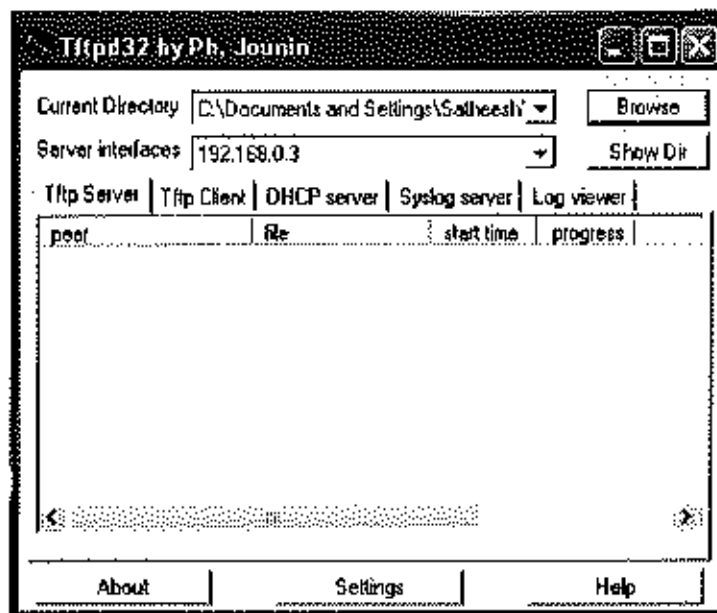 Tftpd32 by Ph. Jounin
Current Directory C:\Documents and Settings\Satheesh\ Browse
Server interfaces 192.168.0.3 Show Dir
Tftp Server Tftp Client DHCP server Syslog server Log viewer
peer file start time progress
About Settings Help